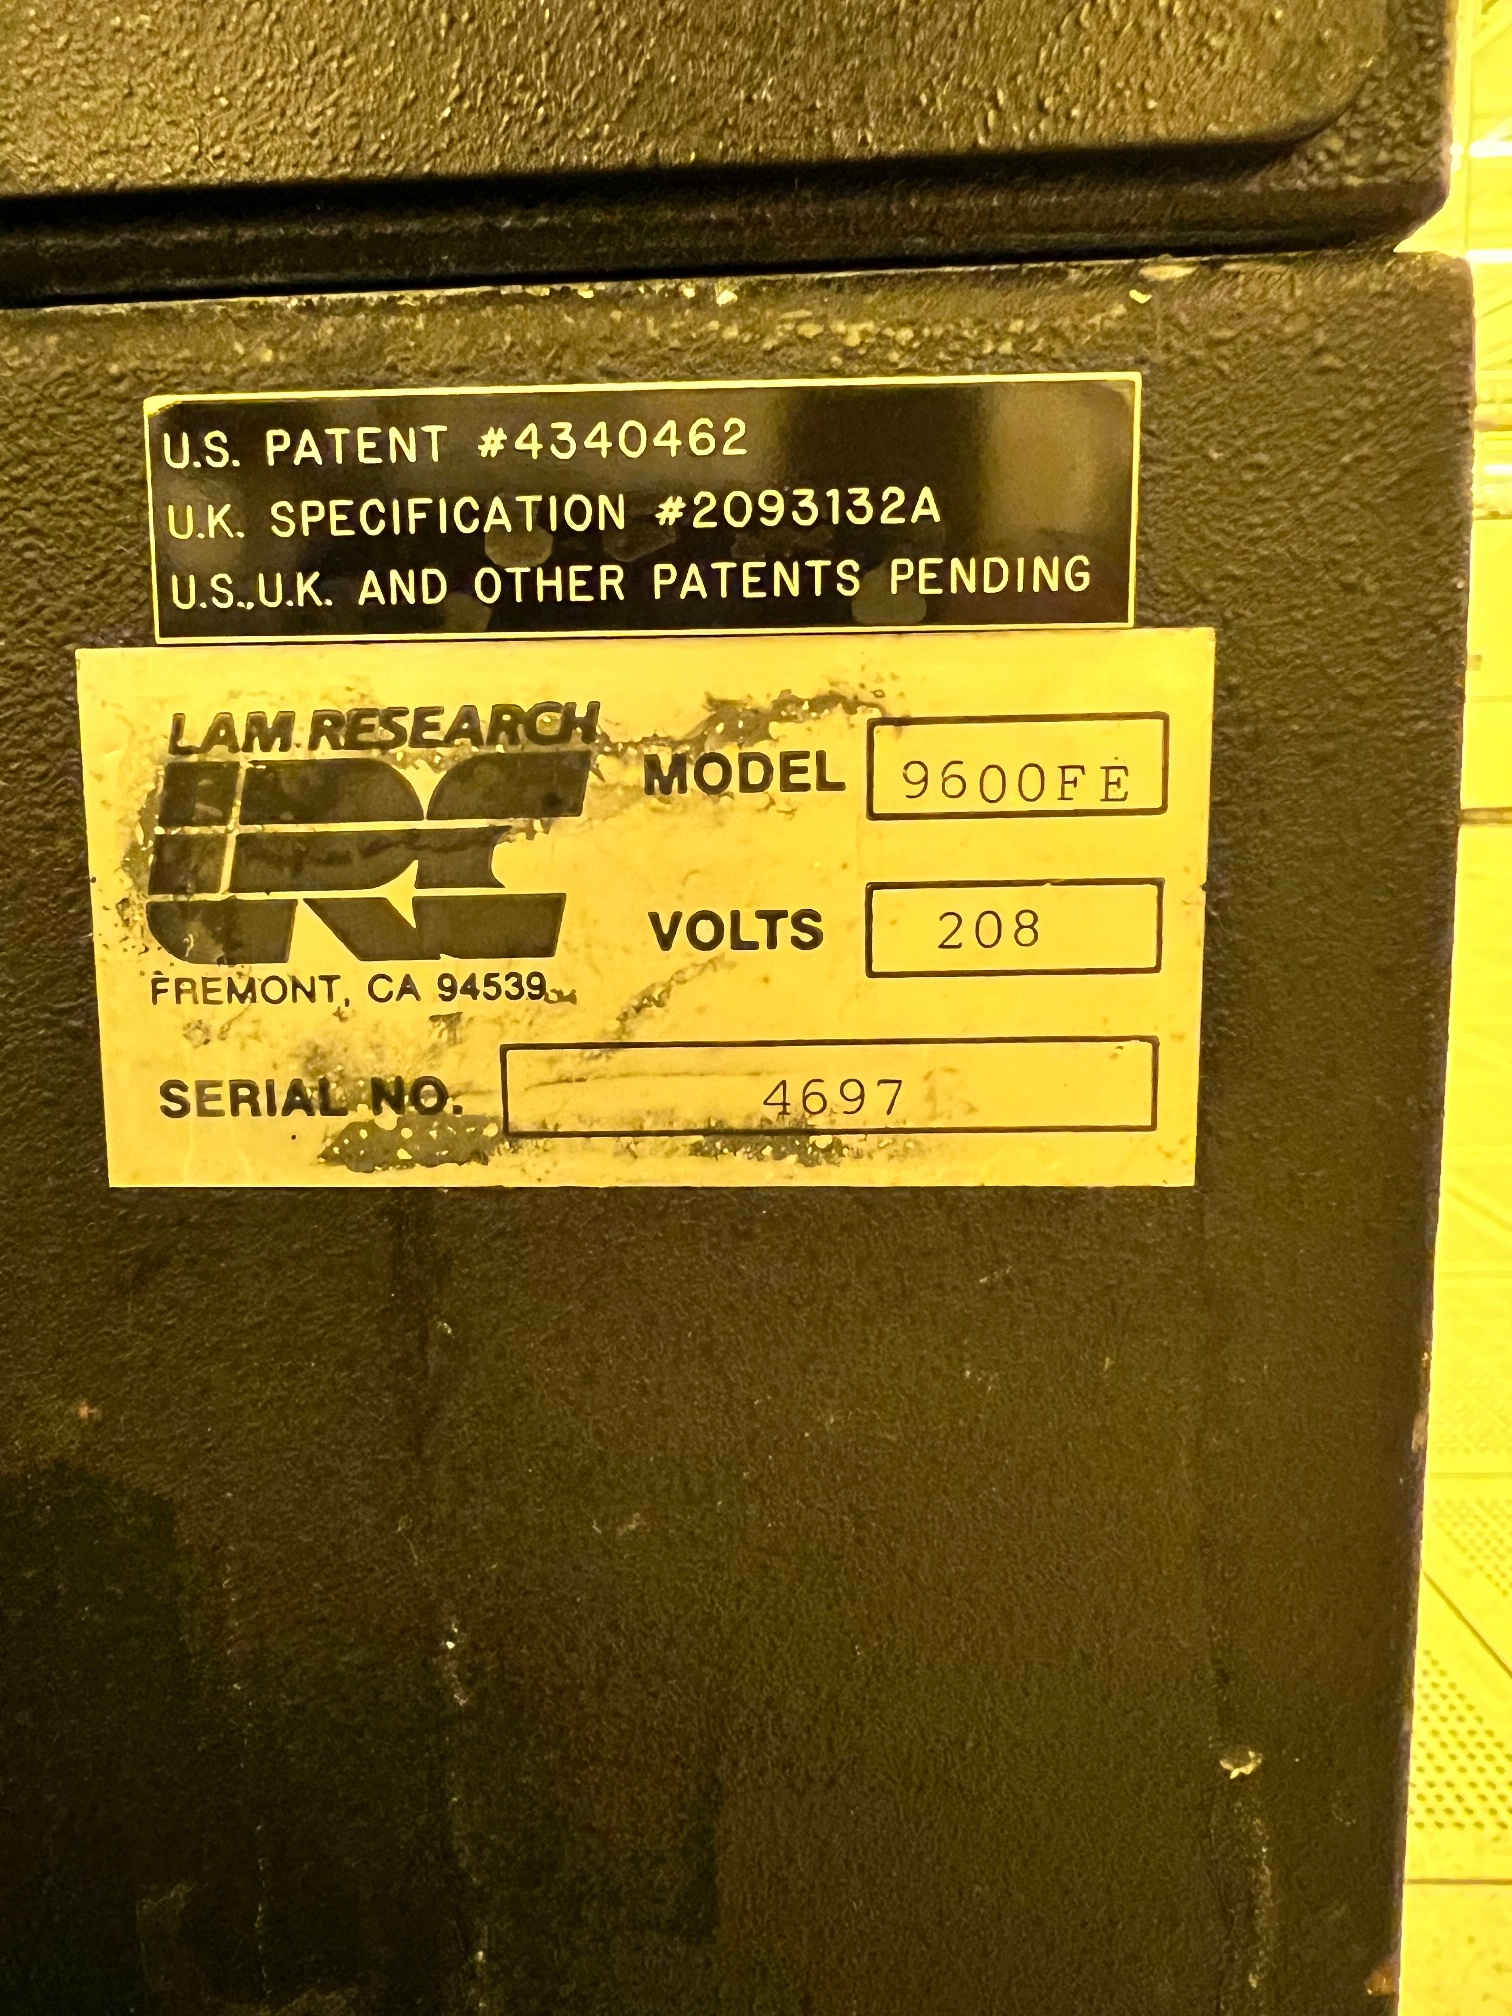 U.S. PATENT #4340462
U.K. SPECIFICATION #2093132A
U.S.,U.K. AND OTHER PATENTS PENDING
LAM RESEARCH
MODEL 9600FE
VOLTS 208
FREMONT, CA 94539
SERIAL NO. 4697